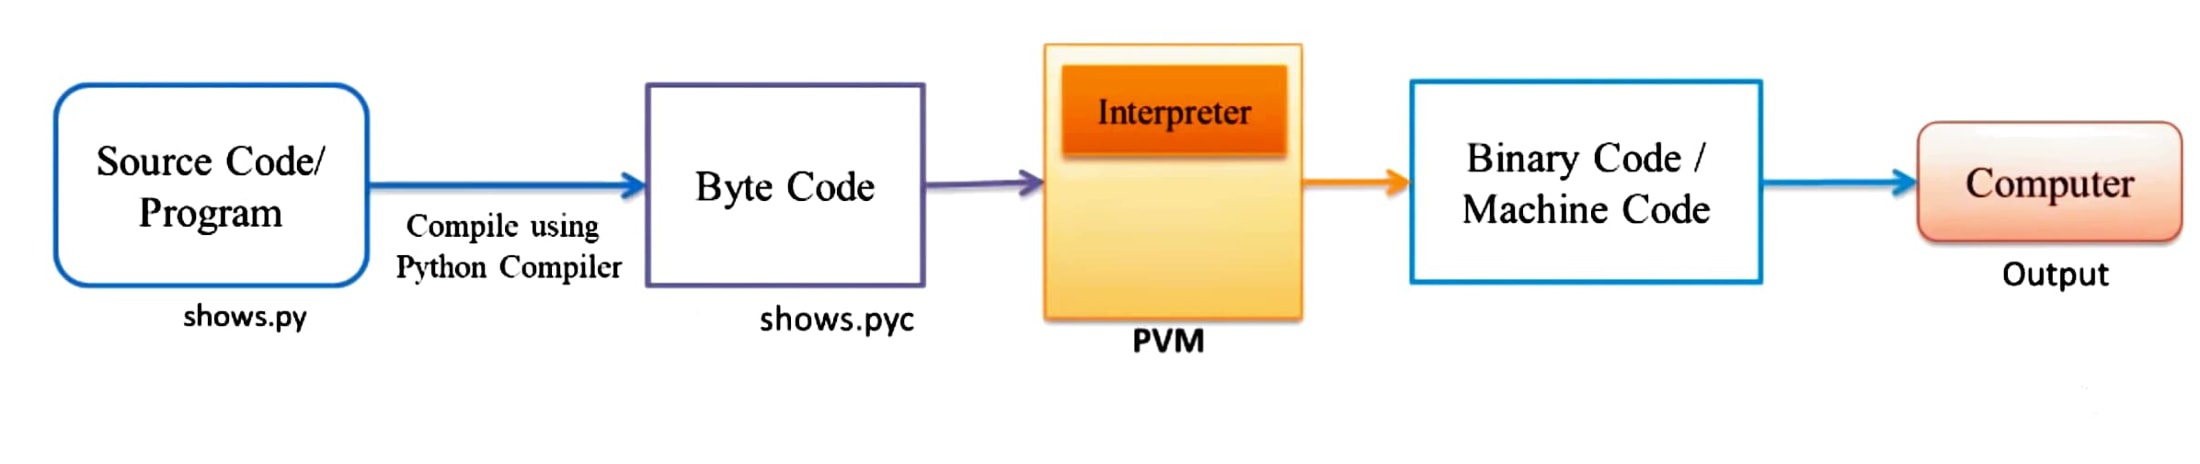 Source Code/
Program
shows.py
Compile using
Python Compiler
Byte Code
shows.pyc
Interpreter
PVM
Binary Code /
Machine Code
Computer
Output